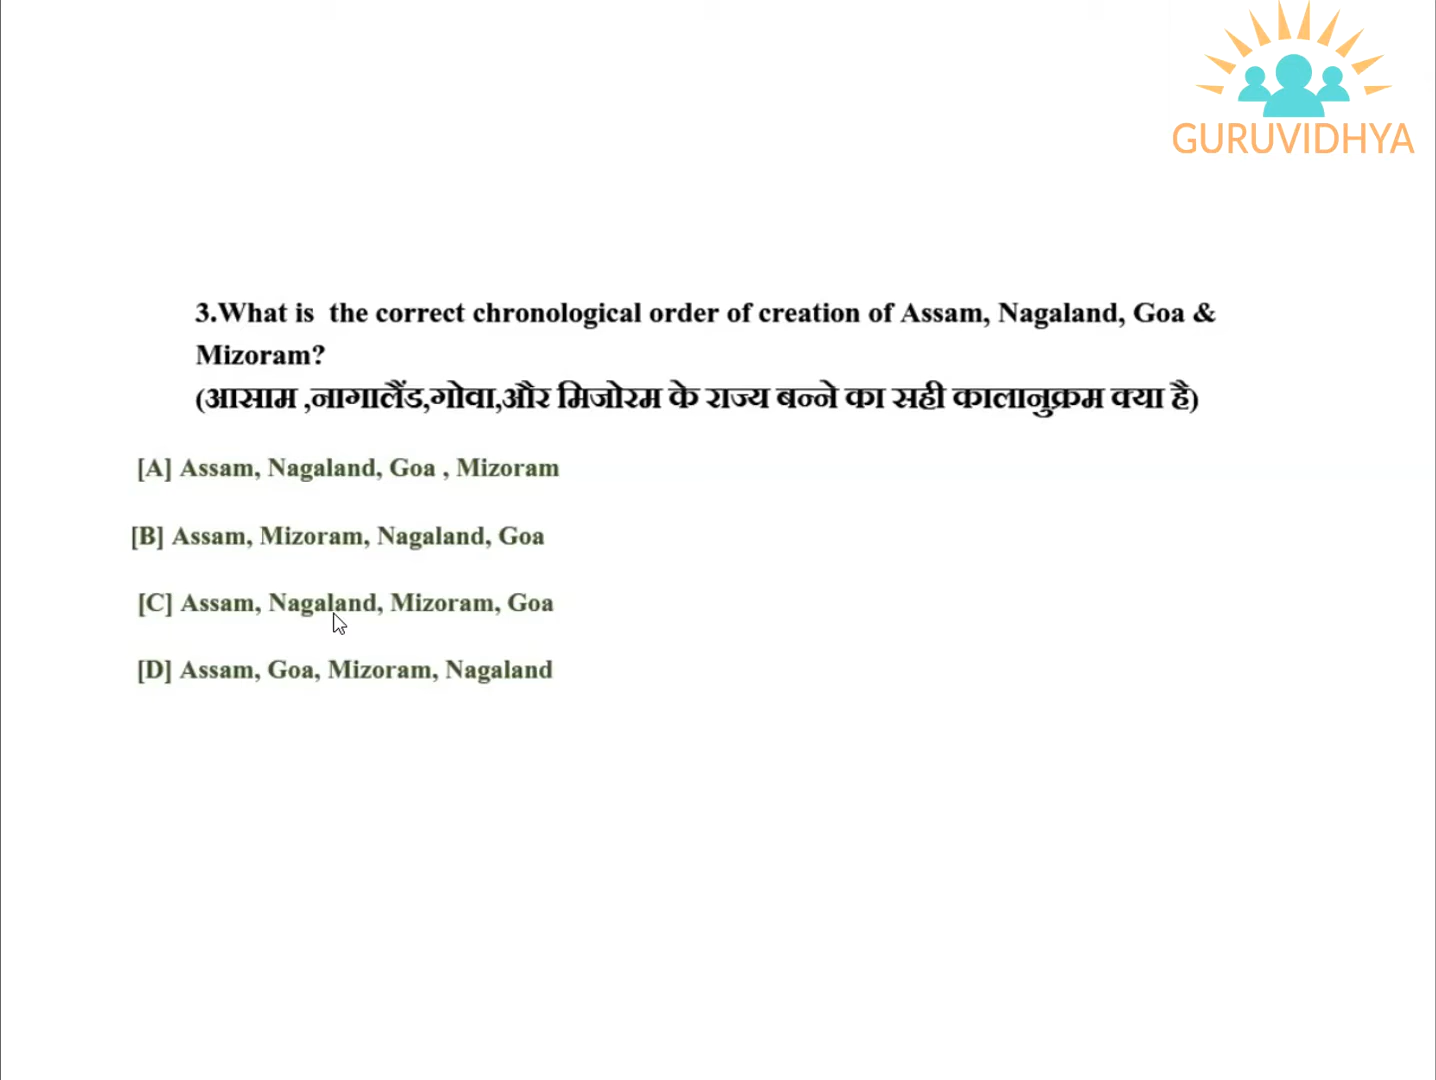 GURUVIDHYA
3.What is the correct chronological order of creation of Assam, Nagaland, Goa &
Mizoram?
(आसाम ,नागालैंड,गोवा,और मिजोरम के राज्य बन्ने का सही कालानुक्रम क्या है)
[A] Assam, Nagaland, Goa , Mizoram
[B] Assam, Mizoram, Nagaland, Goa
[C] Assam, Nagaland, Mizoram, Goa
[D] Assam, Goa, Mizoram, Nagaland